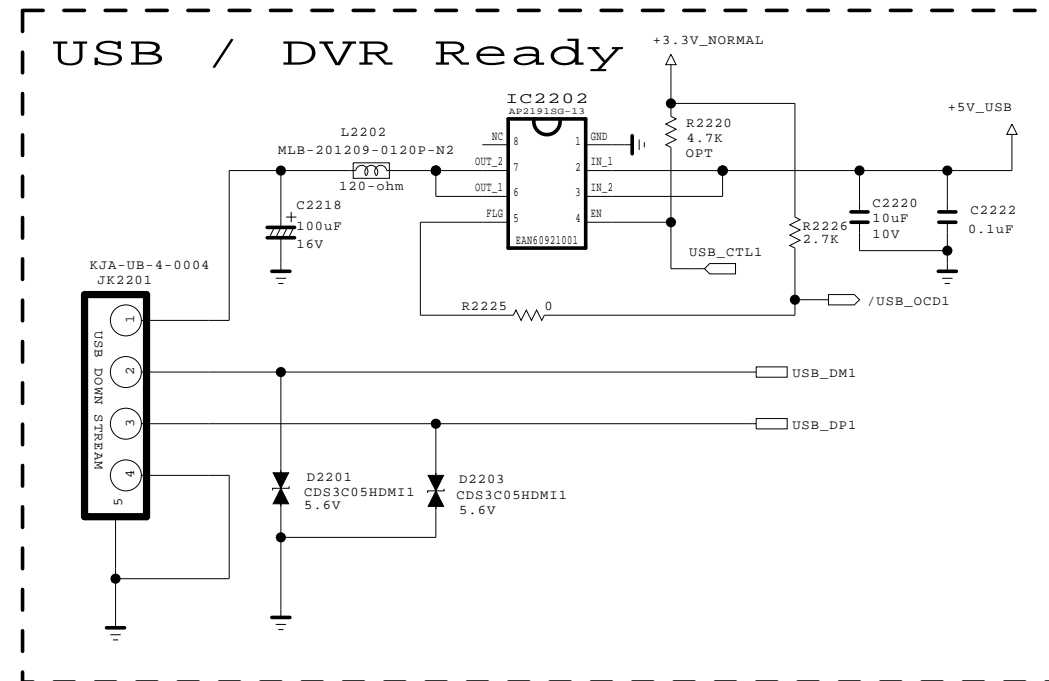 USB / DVR Ready
+3.3V_NORMAL
IC2202
AP2191SG-13
+5V_USB
L2202
MLB-201209-0120P-N2
120-ohm
R2220
4.7K
OPT
NC
8
1
GND
OUT_2
7
2
IN_1
OUT_1
6
3
IN_2
FLG
5
4
EN
EAN60921001
C2218
+
100uF
16V
C2220
10uF
10V
C2222
0.1uF
R2226
2.7K
USB_CTL1
KJA-UB-4-0004
JK2201
R2225
0
/USB_OCD1
1
2
3
4
5
USB DOWN STREAM
USB_DM1
USB_DP1
D2201
CDS3C05HDMI1
5.6V
D2203
CDS3C05HDMI1
5.6V